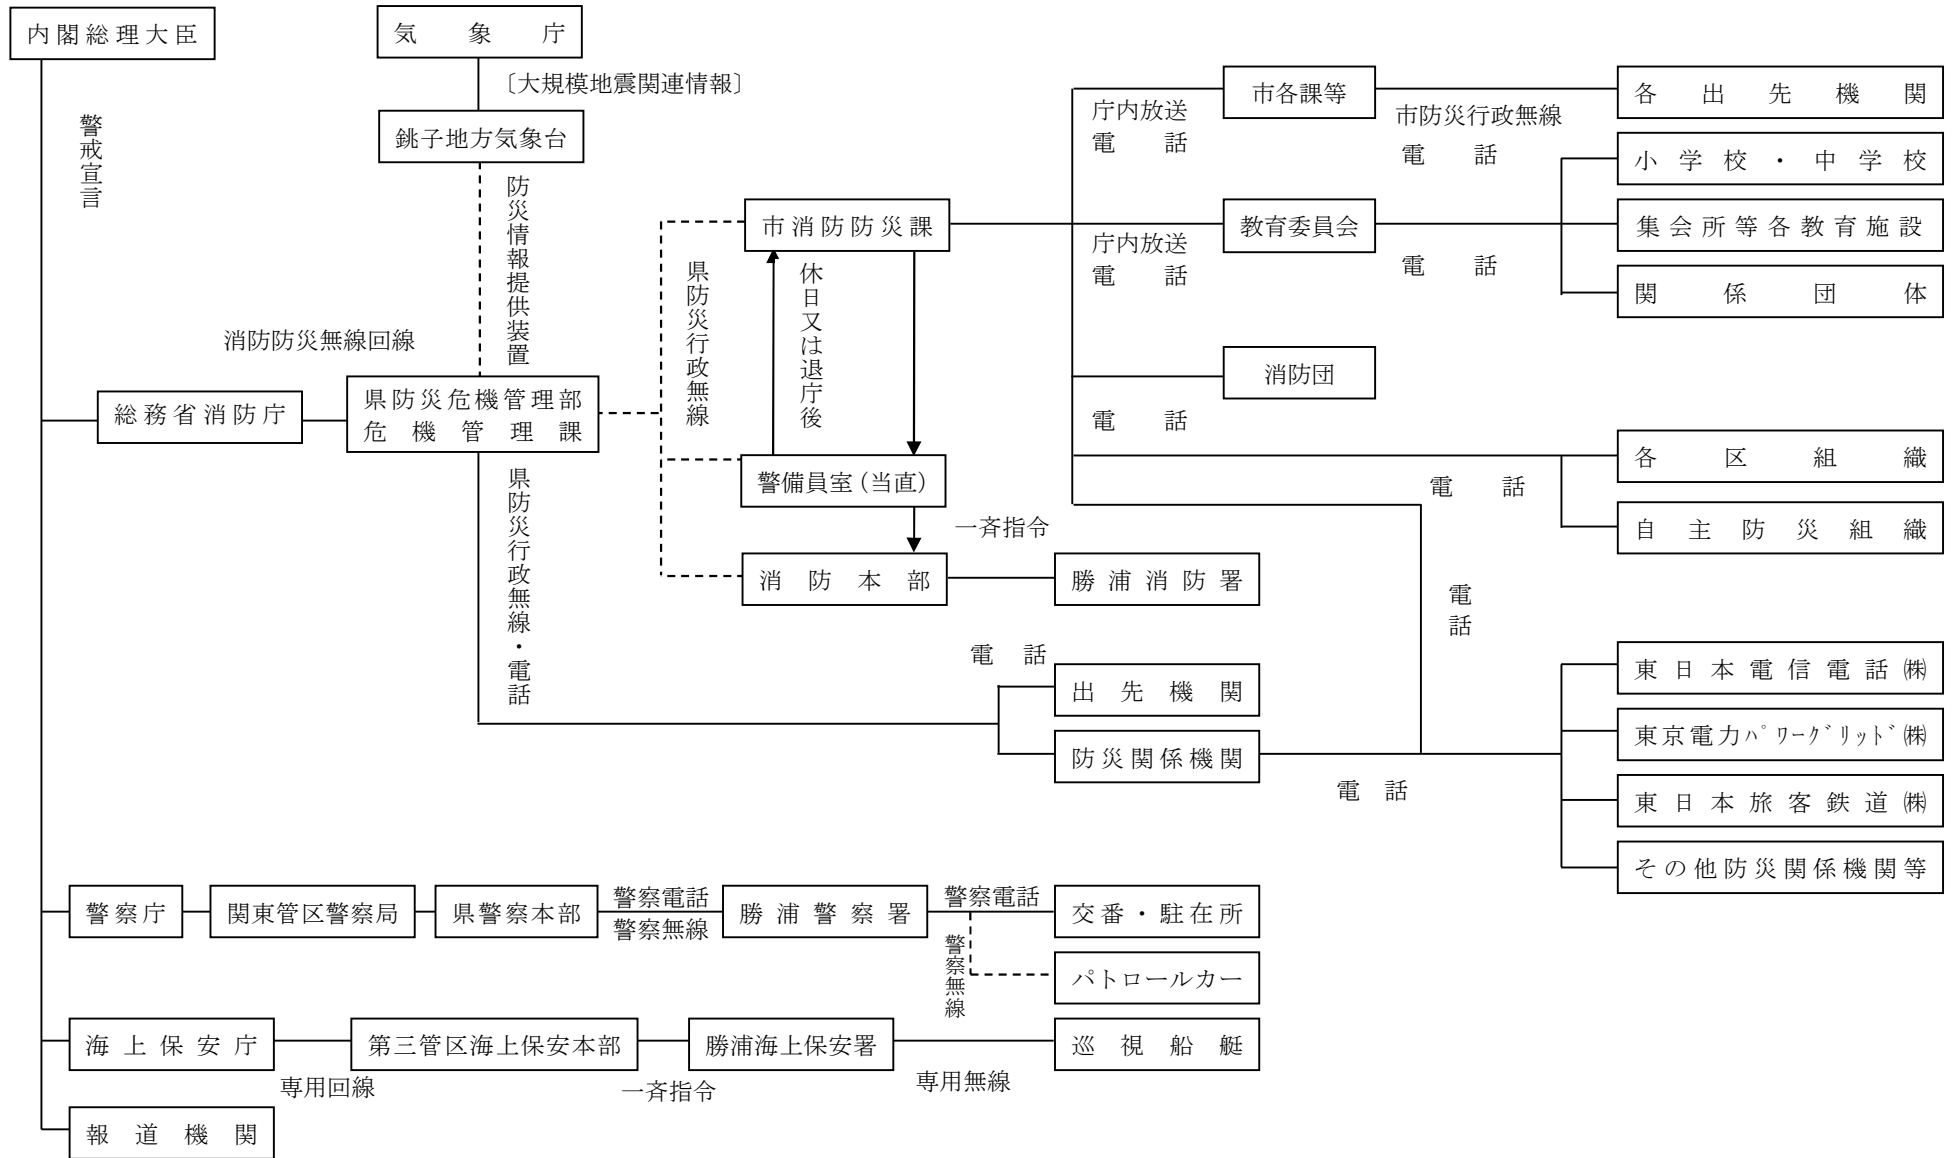 内閣総理大臣
気象庁
〔大規模地震関連情報〕
警戒宣言
銚子地方気象台
防災情報提供装置
消防防災無線回線
総務省消防庁
県防災危機管理部
危機管理課
県防災行政無線
県防災行政無線・電話
市消防防災課
休日又は退庁後
警備員室（当直）
消防本部
一斉指令
勝浦消防署
庁内放送
電話
市各課等
市防災行政無線
電話
各出先機関
小学校・中学校
庁内放送
電話
教育委員会
電話
集会所等各教育施設
関係団体
消防団
電話
電話
各区組織
自主防災組織
電話
電話
出先機関
防災関係機関
電話
東日本電信電話㈱
東京電力ﾊﾟﾜｰｸﾞﾘｯﾄﾞ㈱
東日本旅客鉄道㈱
その他防災関係機関等
警察庁
関東管区警察局
県警察本部
警察電話
警察無線
勝浦警察署
警察電話
警察無線
交番・駐在所
パトロールカー
海上保安庁
専用回線
第三管区海上保安本部
一斉指令
勝浦海上保安署
専用無線
巡視船艇
報道機関